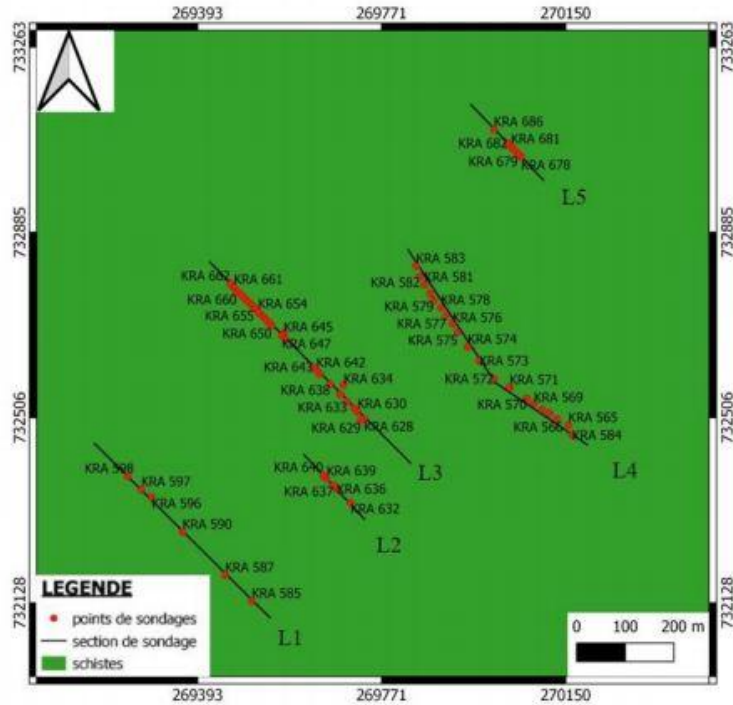 269393 269771 270150
733263 733263
KRA 686
KRA 682 KRA 681
KRA 679 KRA 678
L5
732885 732885
KRA 583
KRA 582 KRA 581
KRA 579 KRA 578
KRA 577 KRA 576
KRA 575 KRA 574
KRA 573
KRA 572 KRA 571
KRA 570 KRA 569
KRA 566 KRA 565
KRA 584
L4
KRA 662 KRA 661
KRA 660 KRA 654
KRA 655
KRA 650 KRA 645
KRA 647
KRA 643 KRA 642
KRA 638 KRA 634
KRA 633 KRA 630
KRA 629 KRA 628
L3
732506 732506
KRA 640 KRA 639
KRA 637 KRA 636
KRA 632
L2
KRA 598 KRA 597
KRA 596
KRA 590
KRA 587
KRA 585
L1
732128 732128
LEGENDE
points de sondages
section de sondage
schistes
0 100 200 m
269393 269771 270150